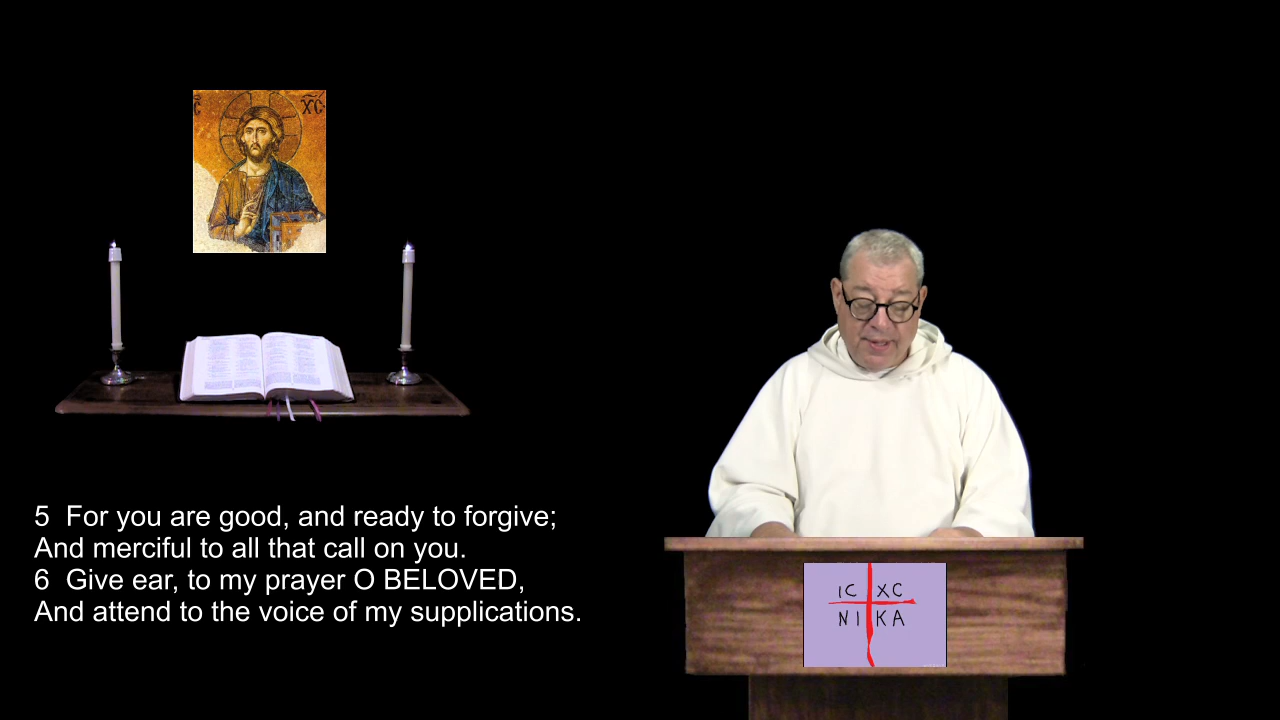 C XC
5 For you are good, and ready to forgive;
And merciful to all that call on you.
6 Give ear, to my prayer O BELOVED,
And attend to the voice of my supplications.
IC XC
NI KA